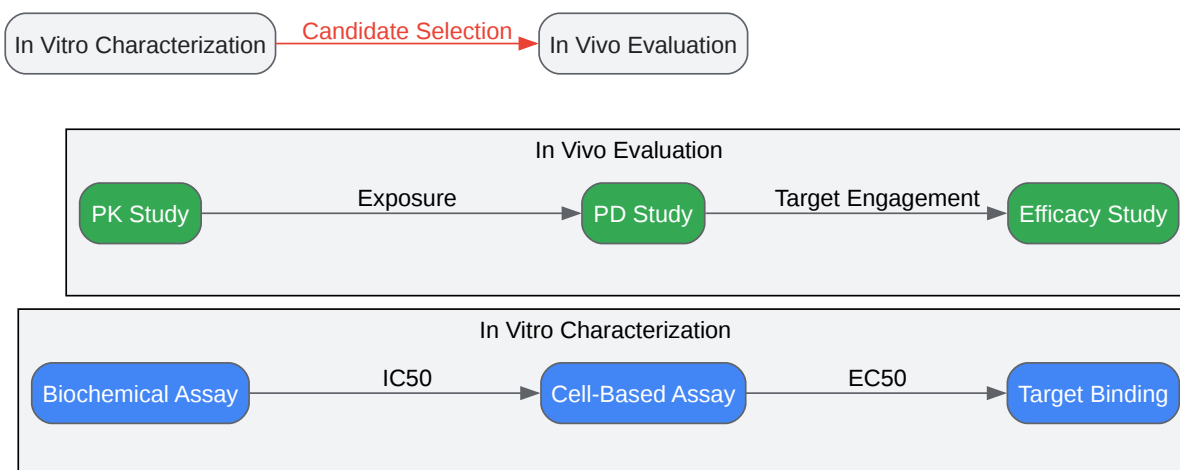 In Vitro Characterization
Candidate Selection
In Vivo Evaluation
In Vivo Evaluation
PK Study
Exposure
PD Study
Target Engagement
Efficacy Study
In Vitro Characterization
Biochemical Assay
IC50
Cell-Based Assay
EC50
Target Binding